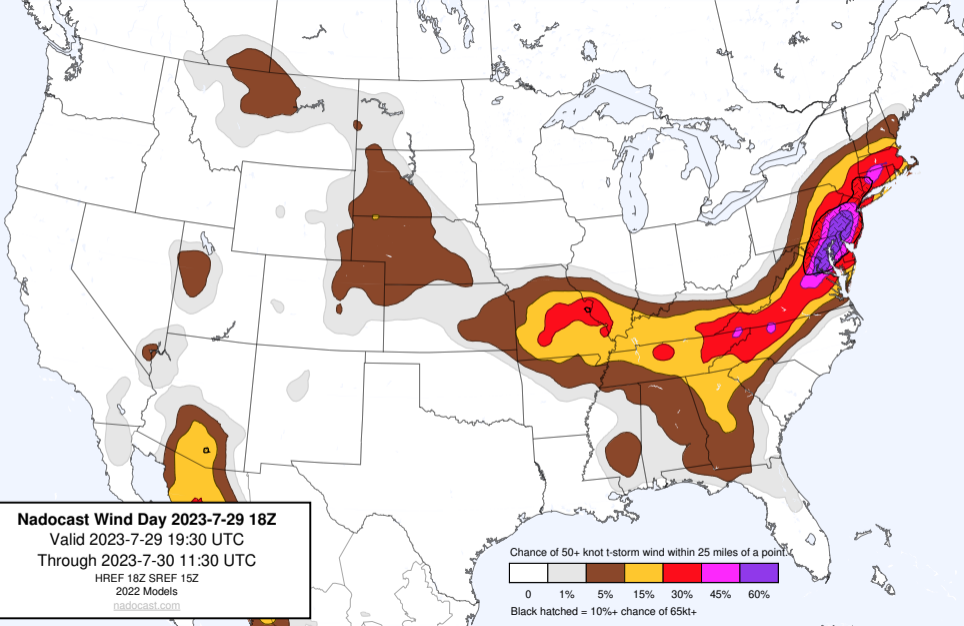 Nadocast Wind Day 2023-7-29 18Z
Valid 2023-7-29 19:30 UTC
Through 2023-7-30 11:30 UTC
HREF 18Z SREF 15Z
2022 Models
nadocast.com
Chance of 50+ knot t-storm wind within 25 miles of a point.
0 1% 5% 15% 30% 45% 60%
Black hatched = 10%+ chance of 65kt+